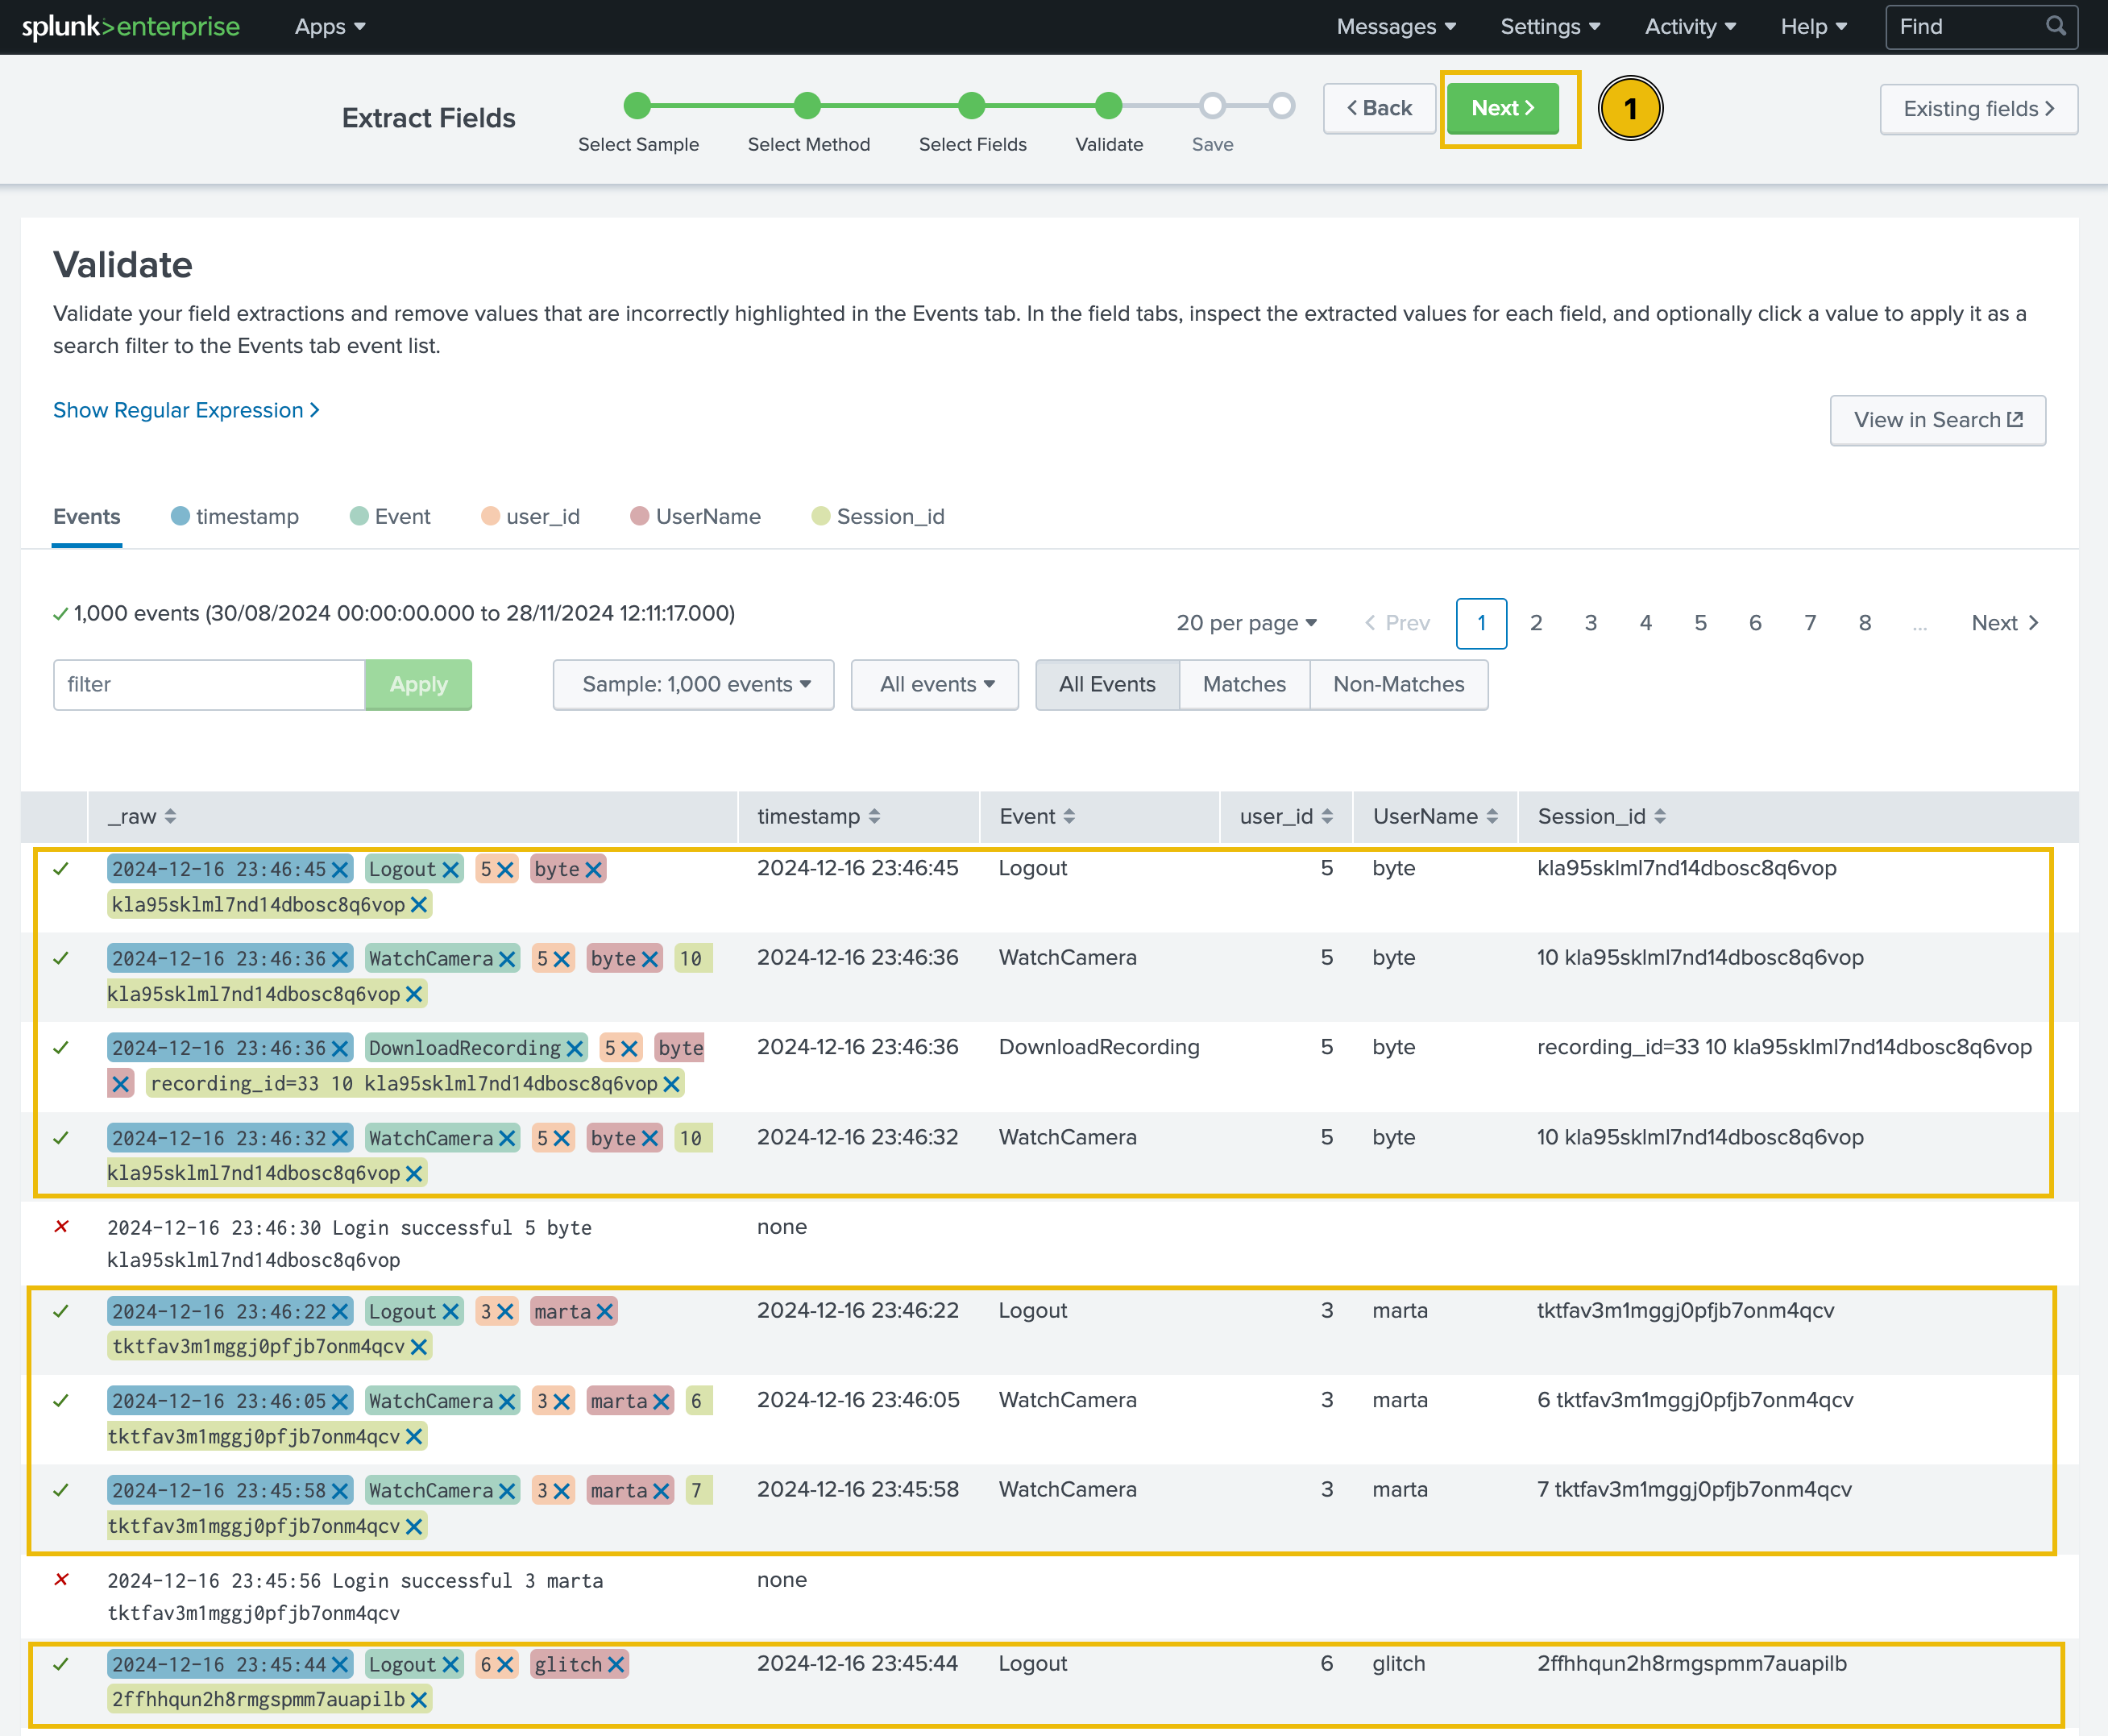 splunk>enterprise Apps Messages Settings Activity Help Find
Extract Fields
Select Sample Select Method Select Fields Validate Save
< Back Next > 1 Existing fields >
Validate
Validate your field extractions and remove values that are incorrectly highlighted in the Events tab. In the field tabs, inspect the extracted values for each field, and optionally click a value to apply it as a
search filter to the Events tab event list.
Show Regular Expression >
View in Search
Events timestamp Event user_id UserName Session_id
1,000 events (30/08/2024 00:00:00.000 to 28/11/2024 12:11:17.000)
20 per page < Prev 1 2 3 4 5 6 7 8 ... Next >
filter Apply Sample: 1,000 events All events All Events Matches Non-Matches
_raw timestamp Event user_id UserName Session_id
2024-12-16 23:46:45 Logout 5 byte 2024-12-16 23:46:45 Logout 5 byte kla95sklml7nd14dbosc8q6vop
kla95sklml7nd14dbosc8q6vop
2024-12-16 23:46:36 WatchCamera 5 byte 10 2024-12-16 23:46:36 WatchCamera 5 byte 10 kla95sklml7nd14dbosc8q6vop
kla95sklml7nd14dbosc8q6vop
2024-12-16 23:46:36 DownloadRecording 5 byte 2024-12-16 23:46:36 DownloadRecording 5 byte recording_id=33 10 kla95sklml7nd14dbosc8q6vop
recording_id=33 10 kla95sklml7nd14dbosc8q6vop
2024-12-16 23:46:32 WatchCamera 5 byte 10 2024-12-16 23:46:32 WatchCamera 5 byte 10 kla95sklml7nd14dbosc8q6vop
kla95sklml7nd14dbosc8q6vop
2024-12-16 23:46:30 Login successful 5 byte none
kla95sklml7nd14dbosc8q6vop
2024-12-16 23:46:22 Logout 3 marta 2024-12-16 23:46:22 Logout 3 marta tktfav3m1mggj0pfjb7onm4qcv
tktfav3m1mggj0pfjb7onm4qcv
2024-12-16 23:46:05 WatchCamera 3 marta 6 2024-12-16 23:46:05 WatchCamera 3 marta 6 tktfav3m1mggj0pfjb7onm4qcv
tktfav3m1mggj0pfjb7onm4qcv
2024-12-16 23:45:58 WatchCamera 3 marta 7 2024-12-16 23:45:58 WatchCamera 3 marta 7 tktfav3m1mggj0pfjb7onm4qcv
tktfav3m1mggj0pfjb7onm4qcv
2024-12-16 23:45:56 Login successful 3 marta none
tktfav3m1mggj0pfjb7onm4qcv
2024-12-16 23:45:44 Logout 6 glitch 2024-12-16 23:45:44 Logout 6 glitch 2ffhhqun2h8rmgspmm7auapilb
2ffhhqun2h8rmgspmm7auapilb